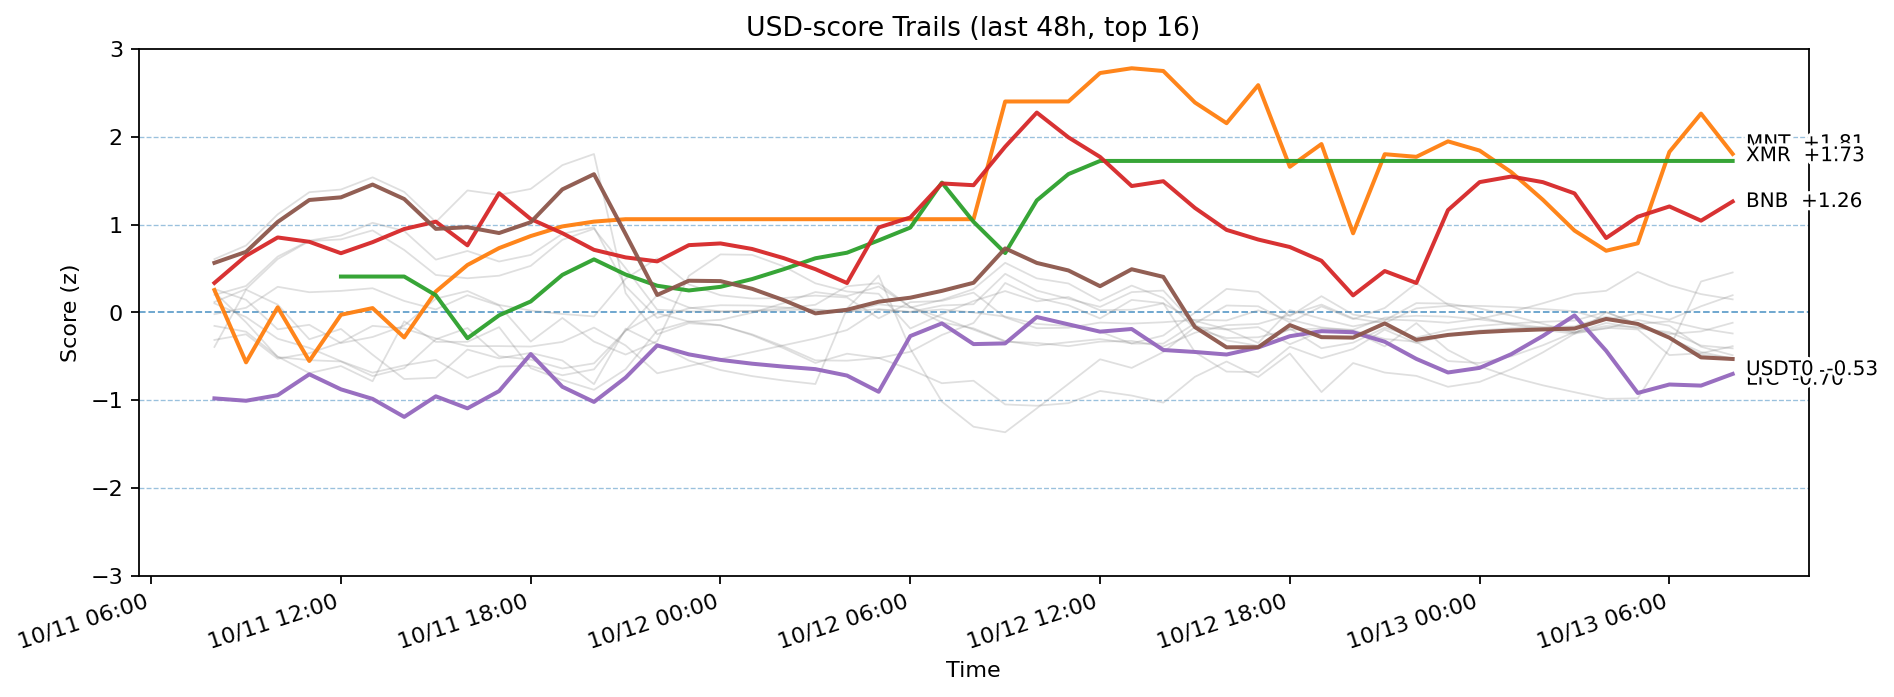 USD-score Trails (last 48h, top 16)
Score (z)
3
2
1
0
−1
−2
−3
MNT +1.81
XMR +1.73
BNB +1.26
USDT0 -0.53
LTC -0.70
10/11 06:00
10/11 12:00
10/11 18:00
10/12 00:00
10/12 06:00
10/12 12:00
10/12 18:00
10/13 00:00
10/13 06:00
Time